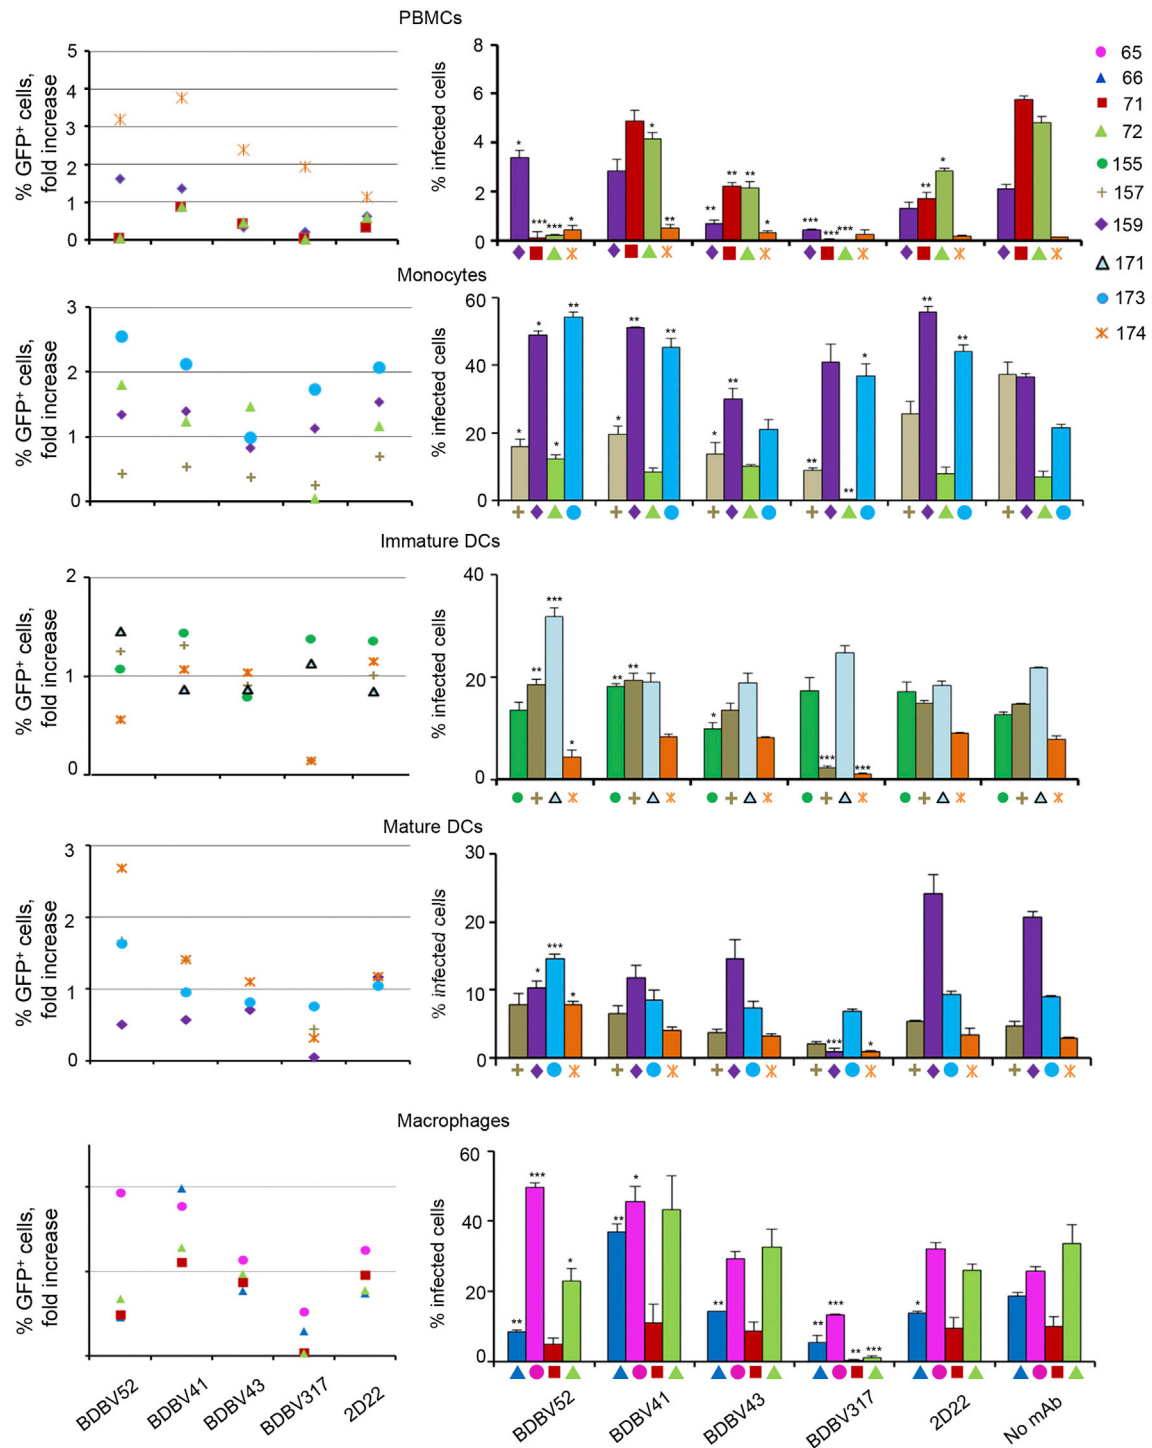 PBMCs
% GFP⁺ cells,
fold increase
5
4
3
2
1
0
% infected cells
8
6
4
2
0
* *** *** *
* **
** ** ** *
*** *** ***
** *
65
66
71
72
155
157
159
171
173
174
Monocytes
% GFP⁺ cells,
fold increase
3
2
1
0
% infected cells
60
40
20
0
* * * **
* ** **
* **
** ** *
** **
Immature DCs
% GFP⁺ cells,
fold increase
2
1
0
% infected cells
40
20
0
** *** *
** **
*
*** ***
Mature DCs
% GFP⁺ cells,
fold increase
3
2
1
0
% infected cells
30
20
10
0
* *** *
*** *
Macrophages
% GFP⁺ cells,
fold increase
% infected cells
60
40
20
0
** *** *
** *
**
** *** ** ***
*
BDBV52
BDBV41
BDBV43
BDBV317
2D22
BDBV52
BDBV41
BDBV43
BDBV317
2D22
No mAb